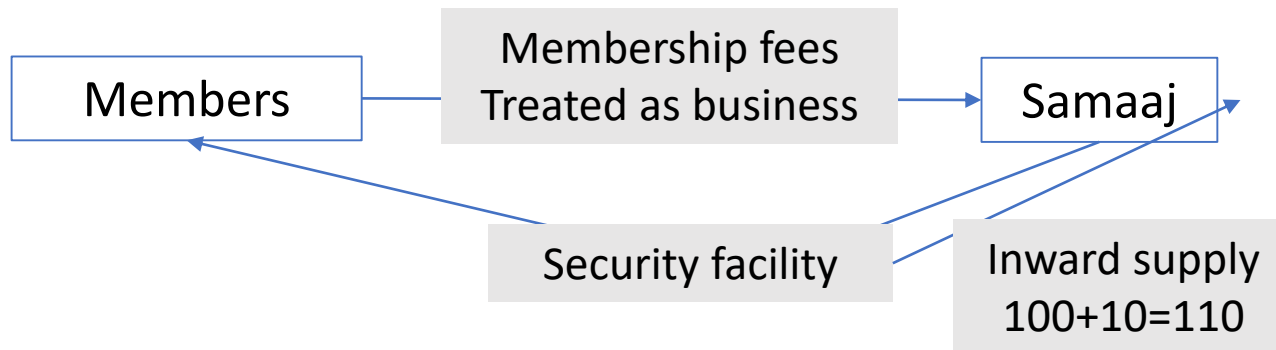 Membership fees
Treated as business
Members
Samaaj
Security facility
Inward supply
100+10=110